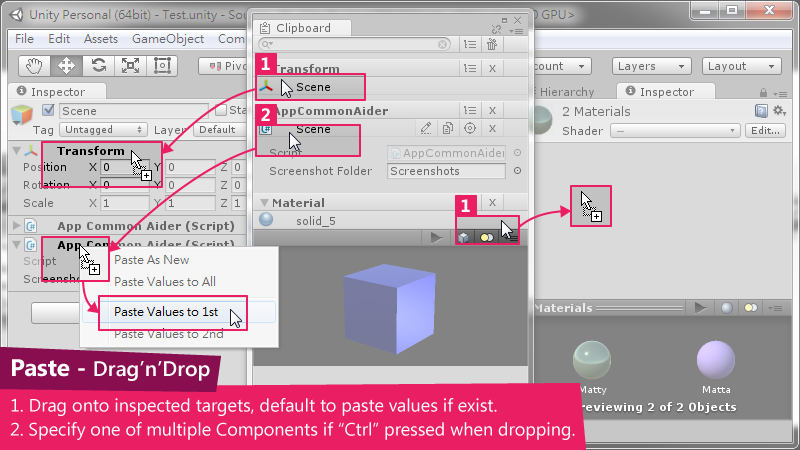 Unity Personal (64bit) - Test.unity - Sou
File Edit Assets GameObject Com
Pivo
Inspector
Scene
Sta
Tag Untagged Layer Default
Transform
Position X 0 Y 0 Z 0
Rotation X 0 Y 0 Z 0
Scale X 1 Y 1 Z 1
App Common Aider (Script)
App Common Aider (Script)
Script
Screensho
Paste As New
Paste Values to All
Paste Values to 1st
Paste Values to 2nd
Clipboard
1
Transform
Scene
2
AppCommonAider
Scene
Script AppCommonAider
Screenshot Folder Screenshots
Material
solid_5
1
GPU>
count Layers Layout
Hierarchy Inspector
2 Materials
Shader — Edit...
Materials
Matty
Matta
reviewing 2 of 2 Objects
Paste - Drag’n’Drop
1. Drag onto inspected targets, default to paste values if exist.
2. Specify one of multiple Components if “Ctrl” pressed when dropping.